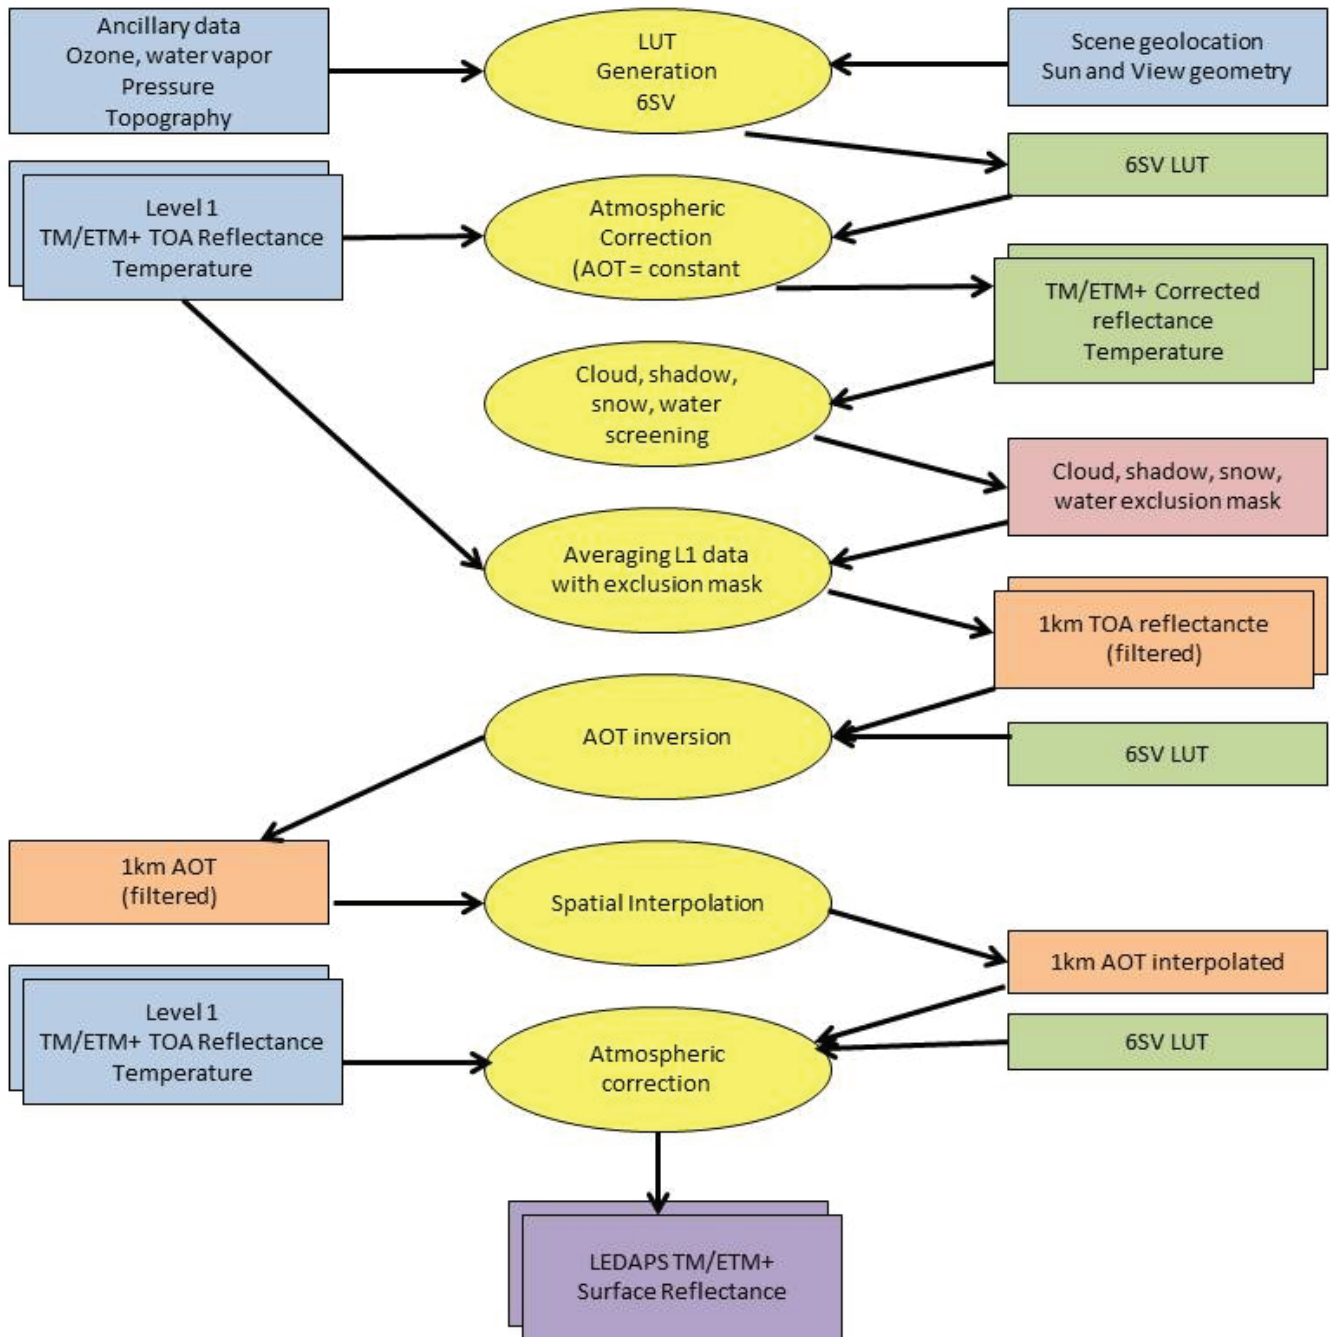 Ancillary data
Ozone, water vapor
Pressure
Topography
LUT
Generation
6SV
Scene geolocation
Sun and View geometry
6SV LUT
Level 1
TM/ETM+ TOA Reflectance
Temperature
Atmospheric
Correction
(AOT = constant
TM/ETM+ Corrected
reflectance
Temperature
Cloud, shadow,
snow, water
screening
Cloud, shadow, snow,
water exclusion mask
Averaging L1 data
with exclusion mask
1km TOA reflectancte
(filtered)
AOT inversion
6SV LUT
1km AOT
(filtered)
Spatial Interpolation
1km AOT interpolated
Level 1
TM/ETM+ TOA Reflectance
Temperature
Atmospheric
correction
6SV LUT
LEDAPS TM/ETM+
Surface Reflectance